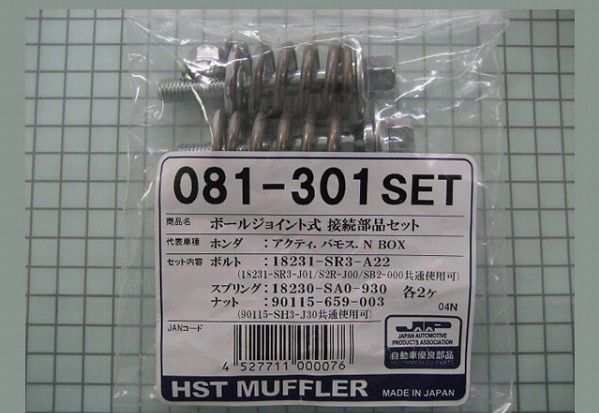 081-301 SET
商品名 ボールジョイント式 接続部品セット
代表車種 ホンダ : アクティ. バモス. N BOX
セット内容 ボルト : 18231-SR3-A22
(18231-SR3-J01/S2R-J00/SB2-000共通使用可)
スプリング : 18230-SA0-930 各2ヶ
ナット : 90115-659-003
(90115-SH3-J30共通使用可)
04N
JANコード
4 527711 000076
JAPAN AUTOMOTIVE
PRODUCTS ASSOCIATION
自動車優良部品
HST MUFFLER MADE IN JAPAN